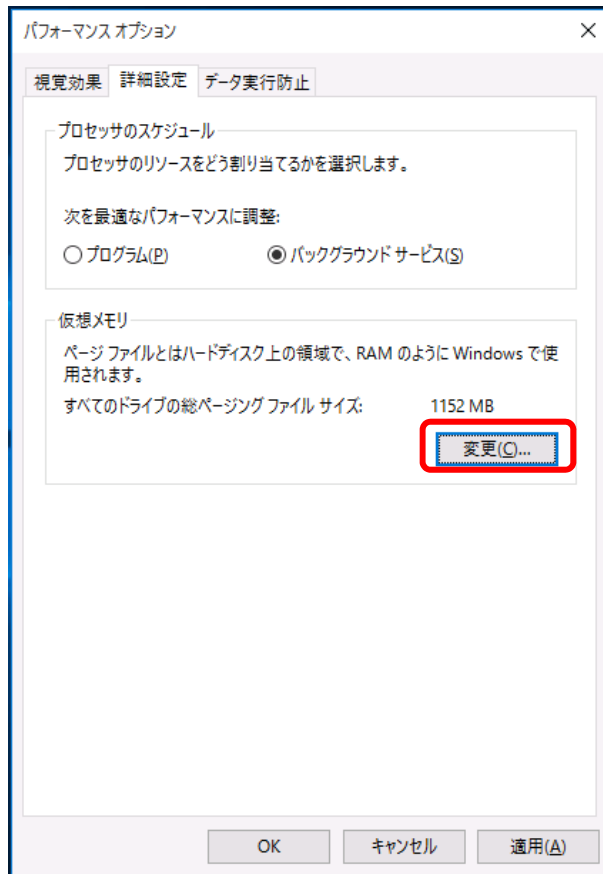 パフォーマンス オプション
視覚効果 詳細設定 データ実行防止
プロセッサのスケジュール
プロセッサのリソースをどう割り当てるかを選択します。
次を最適なパフォーマンスに調整:
プログラム(P) バックグラウンド サービス(S)
仮想メモリ
ページ ファイルとはハードディスク上の領域で、RAM のように Windows で使
用されます。
すべてのドライブの総ページング ファイル サイズ: 1152 MB
変更(C)...
OK キャンセル 適用(A)